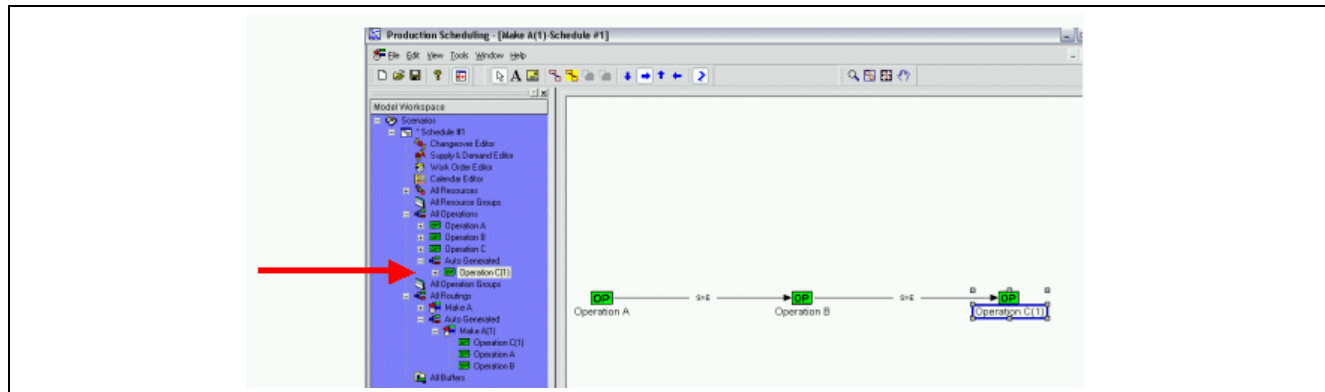 Production Scheduling - [Make A(1)-Schedule #1]
File Edit View Tools Window Help
Model Workspace
Scenarios
* Schedule #1
Changeover Editor
Supply & Demand Editor
Work Order Editor
Calendar Editor
All Resources
All Resource Groups
All Operations
Operation A
Operation B
Operation C
Auto Generated
Operation C(1)
All Operation Groups
All Routings
Make A
Auto Generated
Make A(1)
Operation C(1)
Operation A
Operation B
All Buffers
OP S>E OP S>E OP
Operation A Operation B Operation C(1)